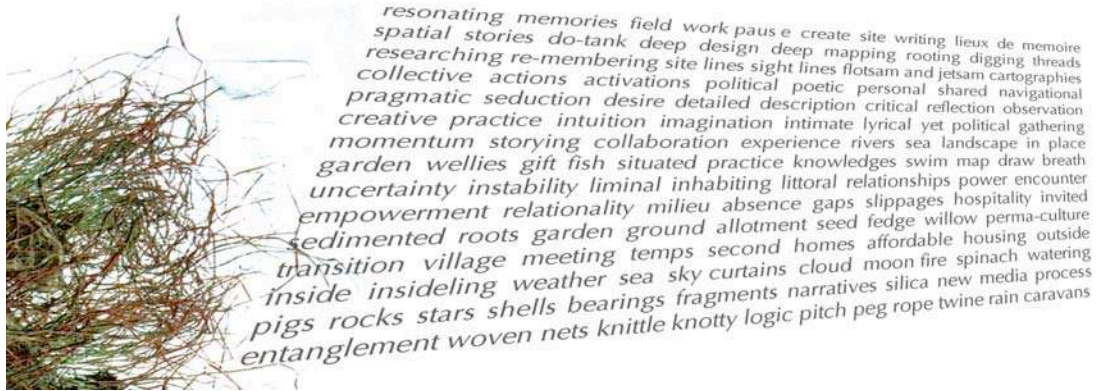 resonating memories field work paus e create site writing lieux de memoire
spatial stories do-tank deep design deep mapping rooting digging threads
researching re-membering site lines sight lines flotsam and jetsam cartographies
collective actions activations political poetic personal shared navigational
pragmatic seduction desire detailed description critical reflection observation
creative practice intuition imagination intimate lyrical yet political gathering
momentum storying collaboration experience rivers sea landscape in place
garden wellies gift fish situated practice knowledges swim map draw breath
uncertainty instability liminal inhabiting littoral relationships power encounter
empowerment relationality milieu absence gaps slippages hospitality invited
sedimented roots garden ground allotment seed fedge willow perma-culture
transition village meeting temps second homes affordable housing outside
inside insideling weather sea sky curtains cloud moon fire spinach watering
pigs rocks stars shells bearings fragments narratives silica new media process
entanglement woven nets knittle knotty logic pitch peg rope twine rain caravans